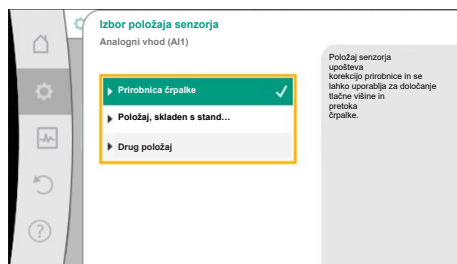 Izbor položaja senzorja
Analogni vhod (AI1)
Prirobnica črpalke
Položaj, skladen s stand...
Drug položaj
Položaj senzorja
upošteva
korekcijo prirobnice in se
lahko uporablja za določanje
tlačne višine in
pretoka
črpalke.